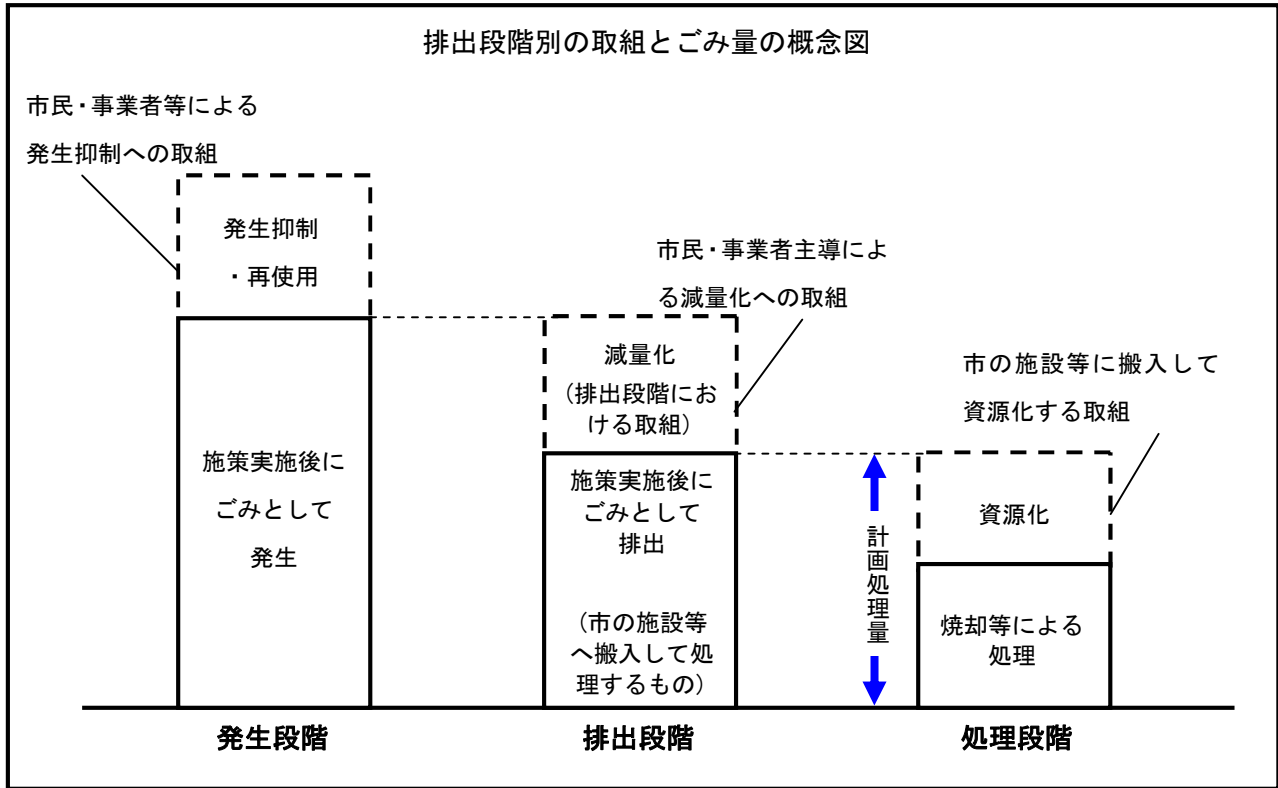 排出段階別の取組とごみ量の概念図
市民・事業者等による
発生抑制への取組
発生抑制
・再使用
施策実施後に
ごみとして
発生
発生段階
市民・事業者主導によ
る減量化への取組
減量化
(排出段階にお
ける取組)
施策実施後に
ごみとして
排出
(市の施設等
へ搬入して処
理するもの)
排出段階
計画処理量
市の施設等に搬入して
資源化する取組
資源化
焼却等による
処理
処理段階